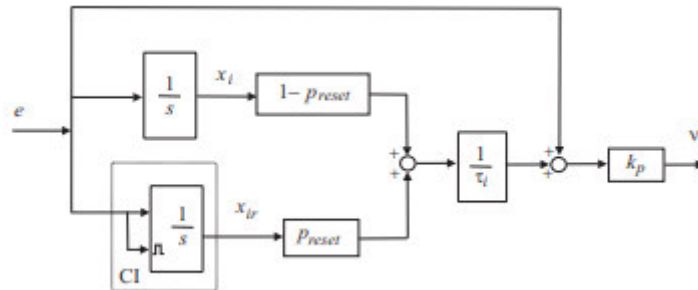 e
1
s
x_i
1− p_reset
+
+
1
τ_i
+
+
k_p
v
1
s
CI
x_ir
p_reset